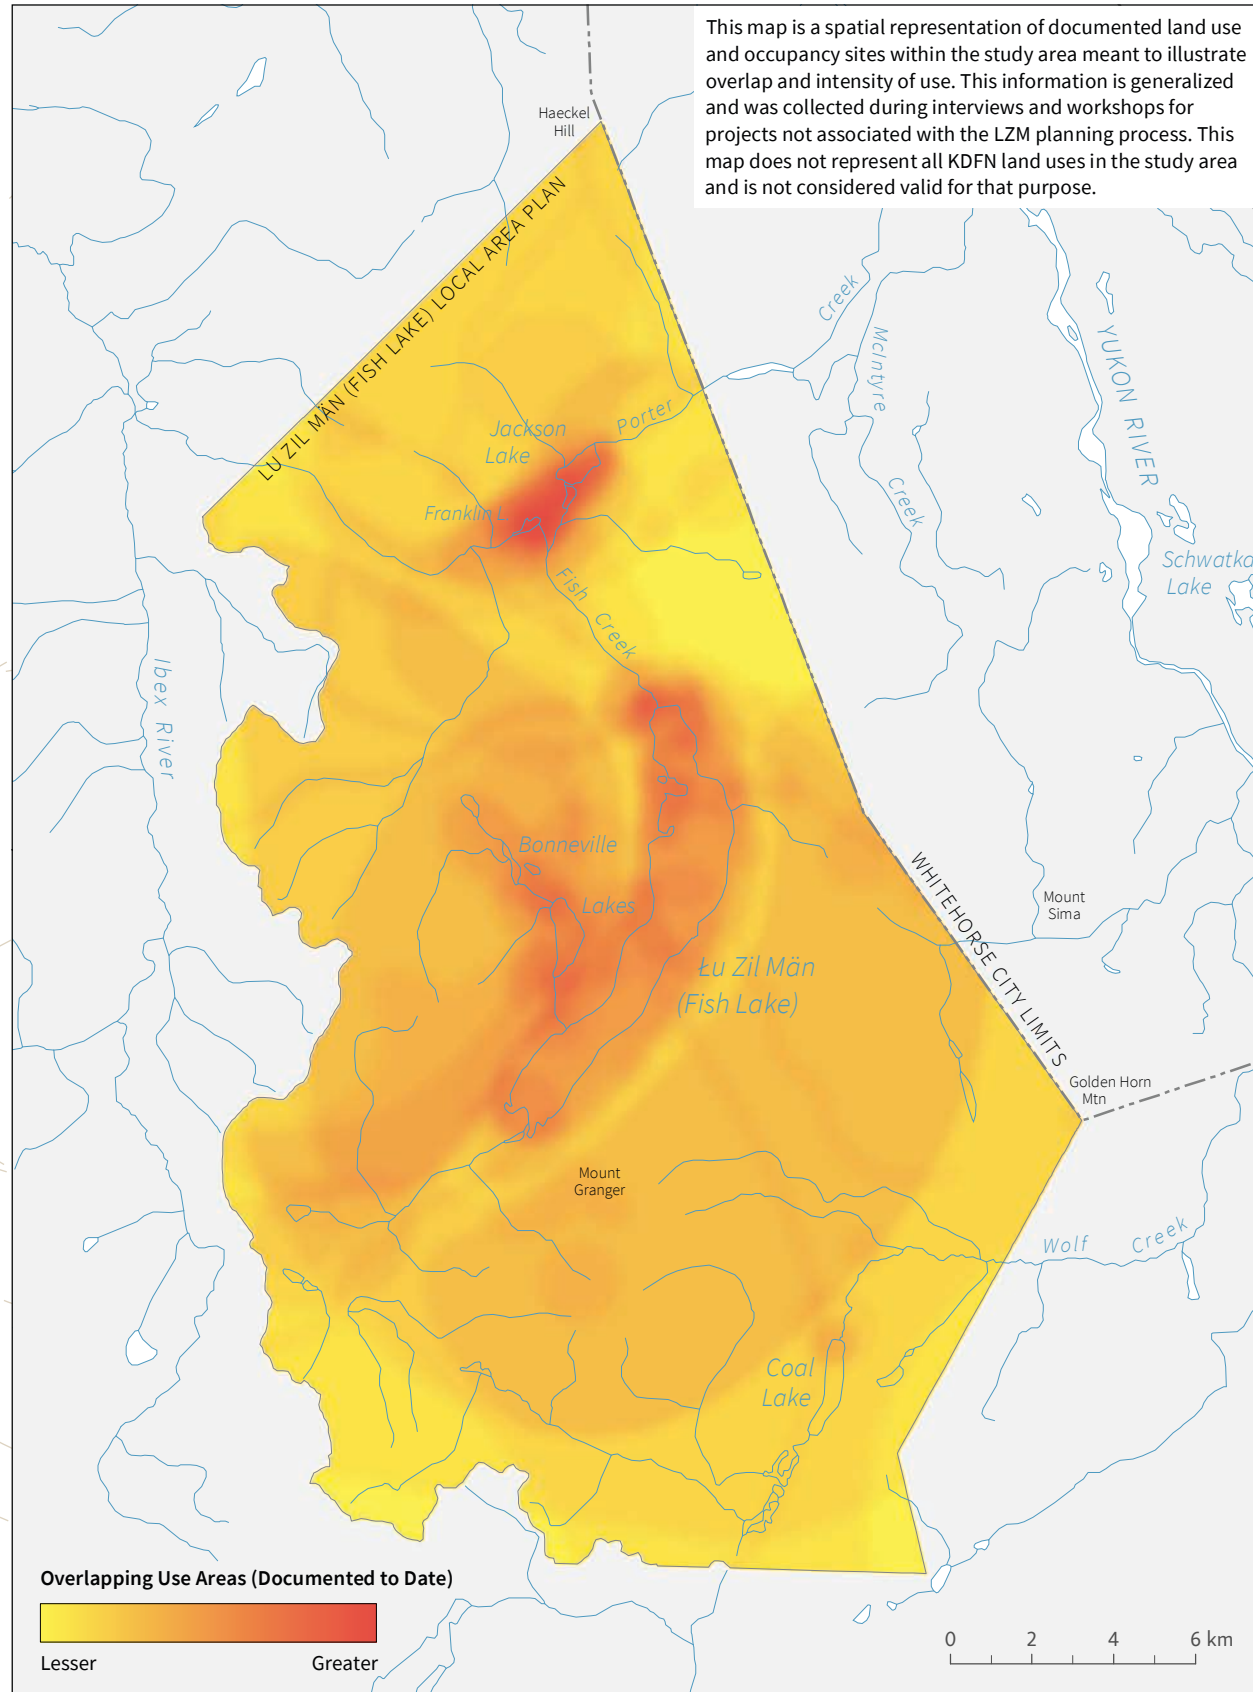 This map is a spatial representation of documented land use
and occupancy sites within the study area meant to illustrate
overlap and intensity of use. This information is generalized
and was collected during interviews and workshops for
projects not associated with the LZM planning process. This
map does not represent all KDFN land uses in the study area
and is not considered valid for that purpose.
Haeckel
Hill
LU ZIL MÄN (FISH LAKE) LOCAL AREA PLAN
Creek
McIntyre
Creek
YUKON RIVER
Schwatka
Lake
Jackson
Lake
Porter
Franklin L
Fish Creek
Ibex River
Bonneville
Lakes
Łu Zil Män
(Fish Lake)
WHITEHORSE CITY LIMITS
Mount
Sima
Golden Horn
Mtn
Mount
Granger
Wolf Creek
Coal
Lake
Overlapping Use Areas (Documented to Date)
Lesser Greater
0 2 4 6 km